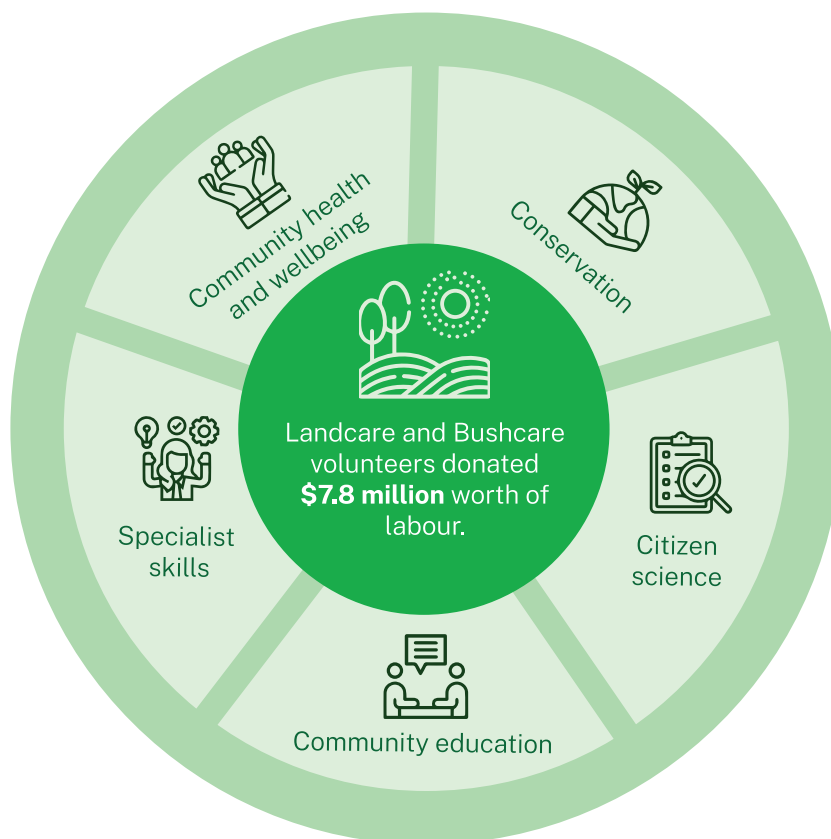 Community health
and wellbeing
Conservation
Landcare and Bushcare
volunteers donated
$7.8 million worth of
labour.
Specialist
skills
Citizen
science
Community education